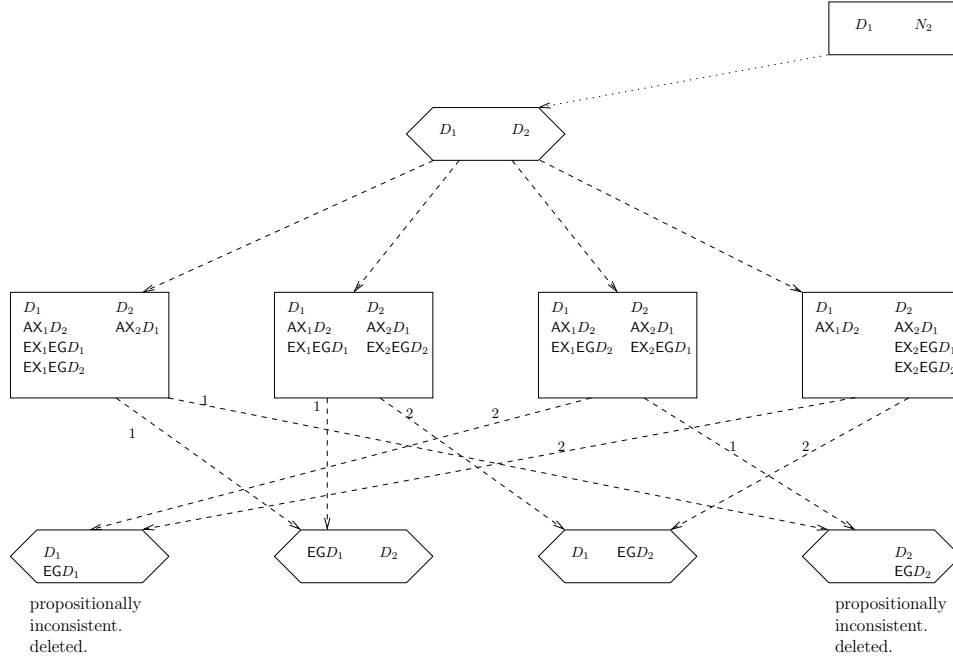 D₁ N₂
D₁ D₂
D₁ D₂
AX₁D₂ AX₂D₁
EX₁EGD₁
EX₁EGD₂
D₁ D₂
AX₁D₂ AX₂D₁
EX₁EGD₁ EX₂EGD₂
D₁ D₂
AX₁D₂ AX₂D₁
EX₁EGD₂ EX₂EGD₁
D₁ D₂
AX₁D₂ AX₂D₁
EX₂EGD₁
EX₂EGD₂
1
1
1
2
2
2
1
2
D₁
EGD₁
EGD₁ D₂
D₁ EGD₂
D₂
EGD₂
propositionally
inconsistent.
deleted.
propositionally
inconsistent.
deleted.